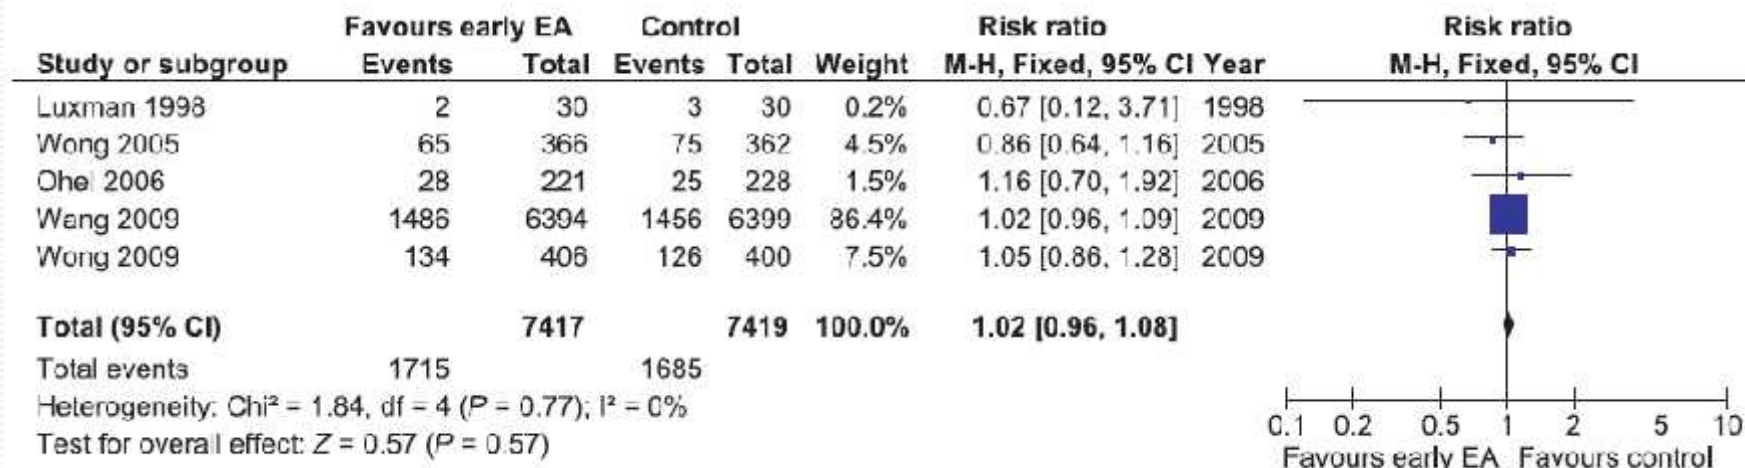 Favours early EA Control Risk ratio Risk ratio
Study or subgroup Events Total Events Total Weight M-H, Fixed, 95% CI Year M-H, Fixed, 95% CI
Luxman 1998 2 30 3 30 0.2% 0.67 [0.12, 3.71] 1998
Wong 2005 65 366 75 362 4.5% 0.86 [0.64, 1.16] 2005
Ohel 2006 28 221 25 228 1.5% 1.16 [0.70, 1.92] 2006
Wang 2009 1486 6394 1456 6399 86.4% 1.02 [0.96, 1.09] 2009
Wong 2009 134 406 126 400 7.5% 1.05 [0.86, 1.28] 2009
Total (95% CI) 7417 7419 100.0% 1.02 [0.96, 1.08]
Total events 1715 1685
Heterogeneity: Chi² = 1.84, df = 4 (P = 0.77); I² = 0%
Test for overall effect: Z = 0.57 (P = 0.57)
0.1 0.2 0.5 1 2 5 10
Favours early EA Favours control